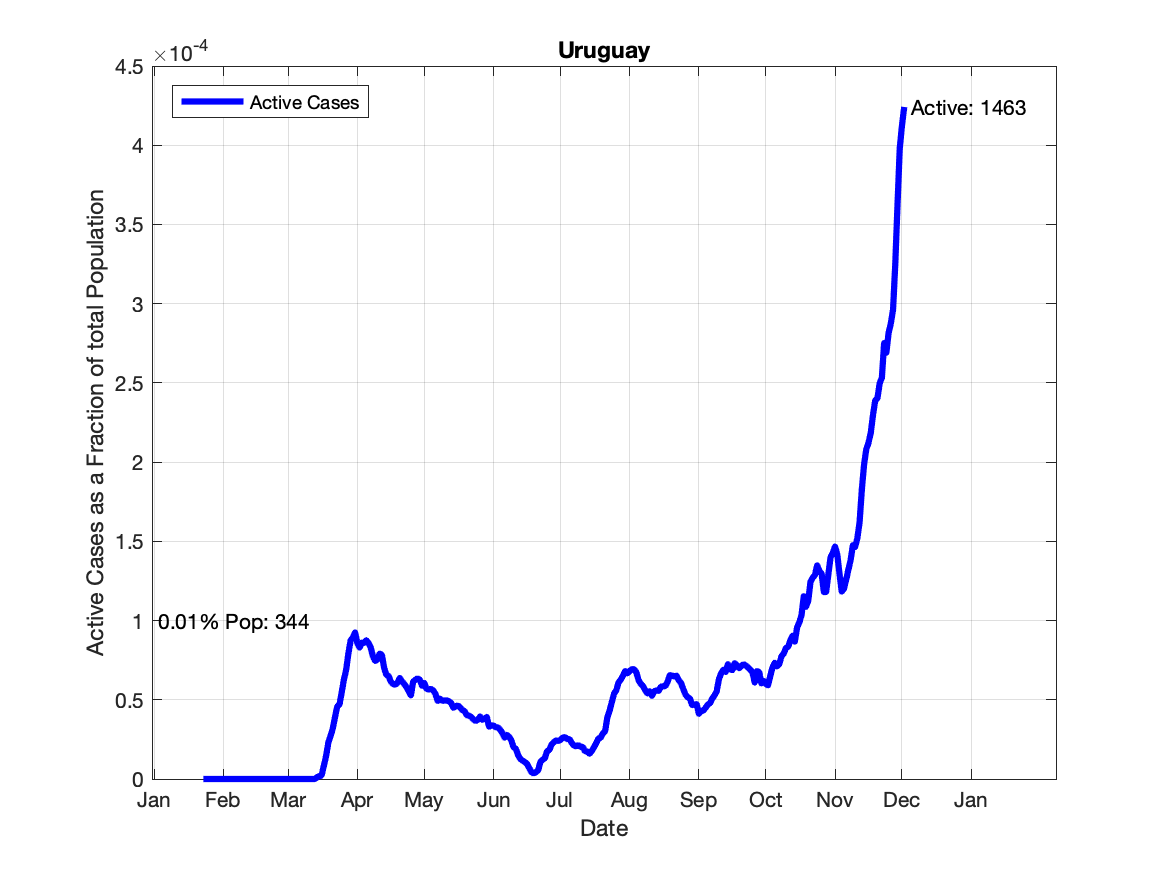 Uruguay
×10-4
4.5
4
3.5
3
2.5
2
1.5
1
0.5
0
Active Cases as a Fraction of total Population
Active Cases
Active: 1463
0.01% Pop: 344
Jan Feb Mar Apr May Jun Jul Aug Sep Oct Nov Dec Jan
Date